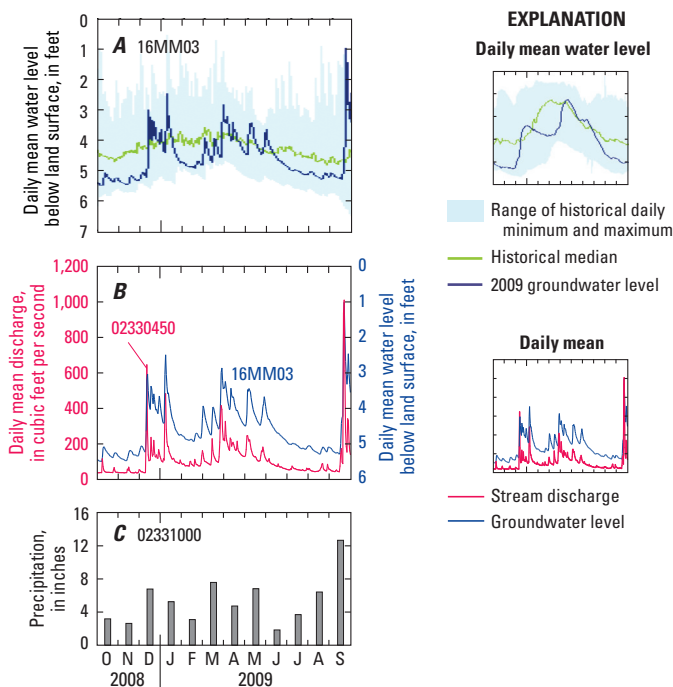 A 16MM03
Daily mean water level
below land surface, in feet
0
1
2
3
4
5
6
7
B
02330450
16MM03
Daily mean discharge,
in cubic feet per second
1,200
1,000
800
600
400
200
0
0
1
2
3
4
5
6
Daily mean water level
below land surface, in feet
C 02331000
Precipitation,
in inches
16
12
8
4
0
O N D J F M A M J J A S
2008 2009
EXPLANATION
Daily mean water level
Range of historical daily
minimum and maximum
Historical median
2009 groundwater level
Daily mean
Stream discharge
Groundwater level